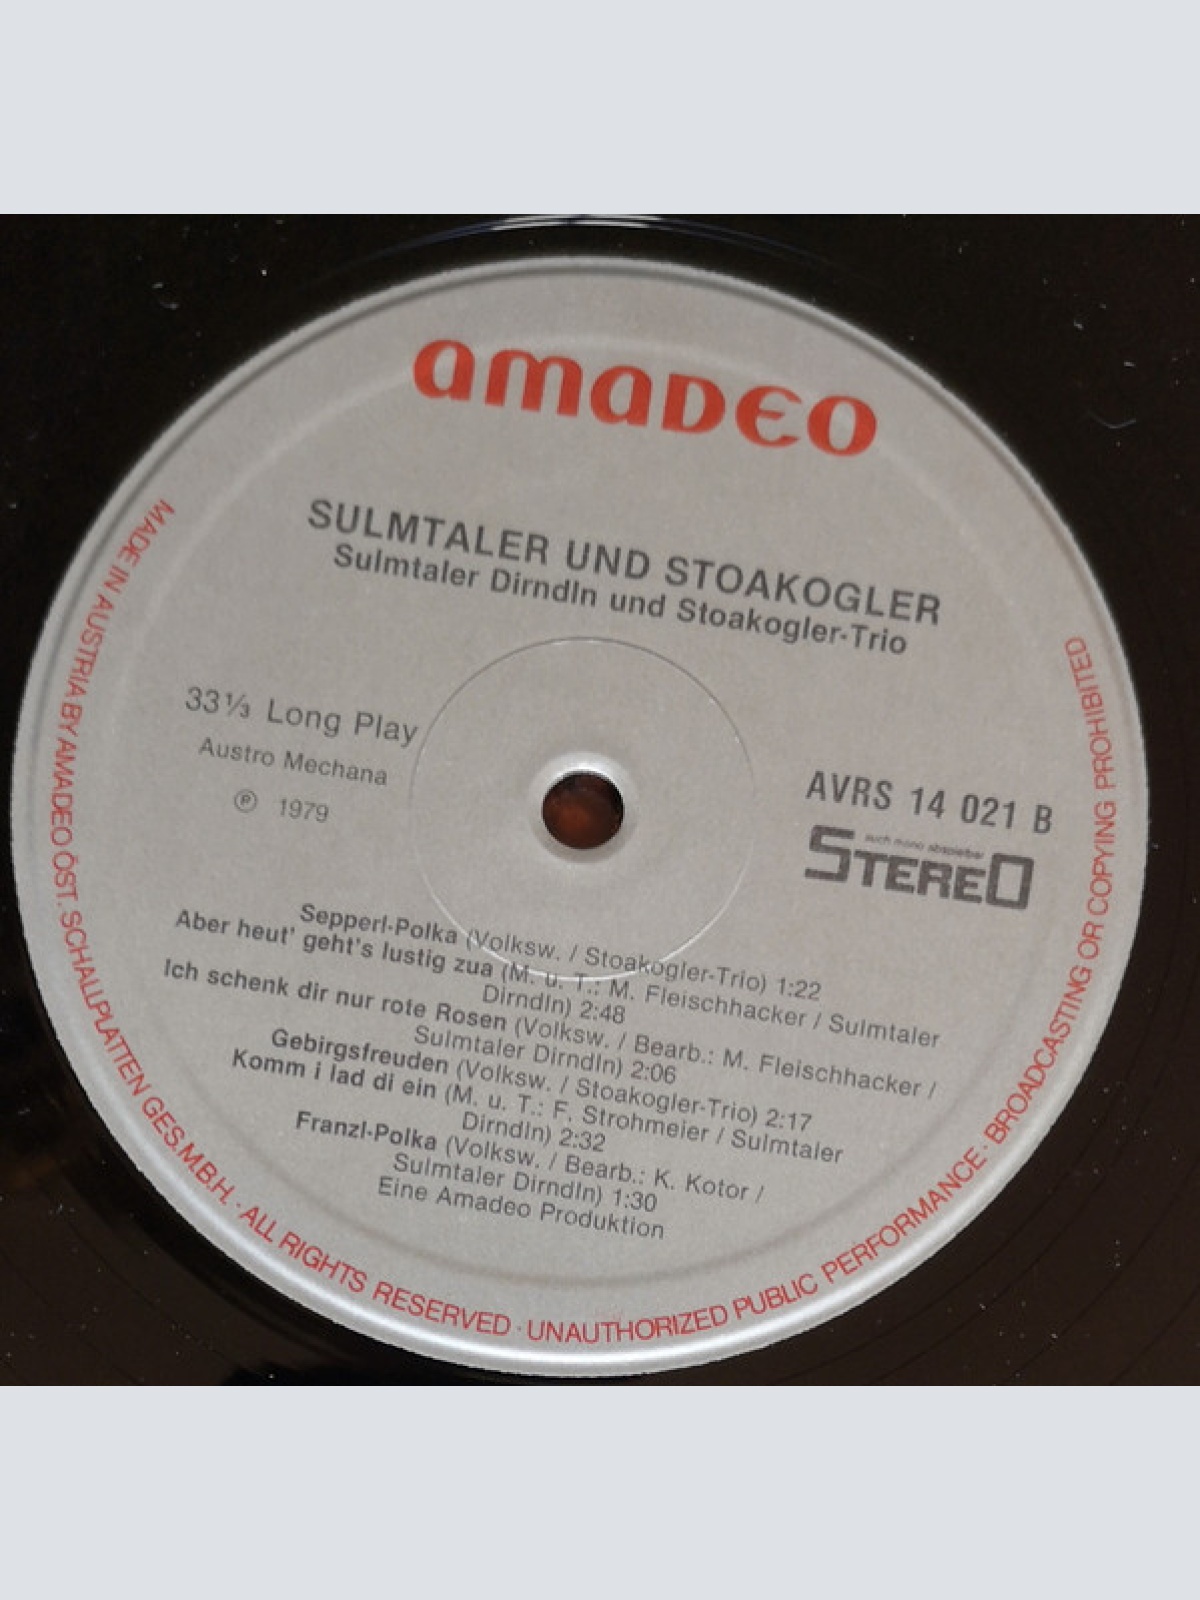 amadeo
SULMTALER UND STOAKOGLER
Sulmtaler Dirndln und Stoakogler-Trio
33⅓ Long Play
Austro Mechana
℗ 1979
AVRS 14 021 B
auch mono abspielbar
STEREO
Sepperl-Polka (Volksw. / Stoakogler-Trio) 1:22
Aber heut' geht's lustig zua (M. u. T.: M. Fleischhacker / Sulmtaler
Dirndln) 2:48
Ich schenk dir nur rote Rosen (Volksw. / Bearb.: M. Fleischhacker /
Sulmtaler Dirndln) 2:06
Gebirgsfreuden (Volksw. / Stoakogler-Trio) 2:17
Komm i lad di ein (M. u. T.: F. Strohmeier / Sulmtaler
Dirndln) 2:32
Franzl-Polka (Volksw. / Bearb.: K. Kotor /
Sulmtaler Dirndln) 1:30
Eine Amadeo Produktion
MADE IN AUSTRIA BY AMADEO ÖST. SCHALLPLATTEN GES.M.B.H. · ALL RIGHTS RESERVED · UNAUTHORIZED PUBLIC PERFORMANCE · BROADCASTING OR COPYING PROHIBITED